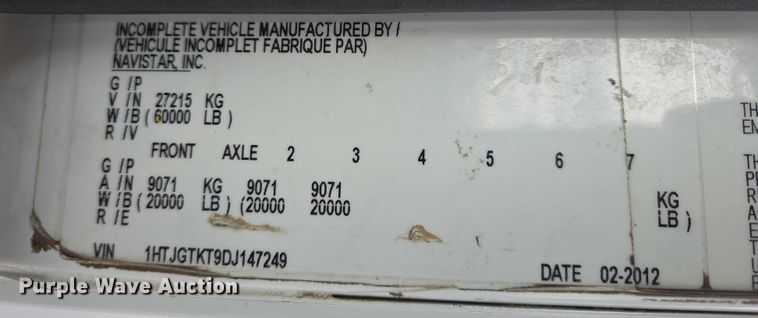 INCOMPLETE VEHICLE MANUFACTURED BY /
(VEHICULE INCOMPLET FABRIQUE PAR)
NAVISTAR, INC.
G /P
V /N 27215 KG
W /B ( 60000 LB )
R /V
FRONT AXLE 2 3 4 5 6 7
G /P
A /N 9071 KG 9071 9071 KG
W /B ( 20000 LB ) (20000 20000 LB )
R /E
VIN 1HTJGTKT9DJ147249
DATE 02-2012
Purple Wave Auction